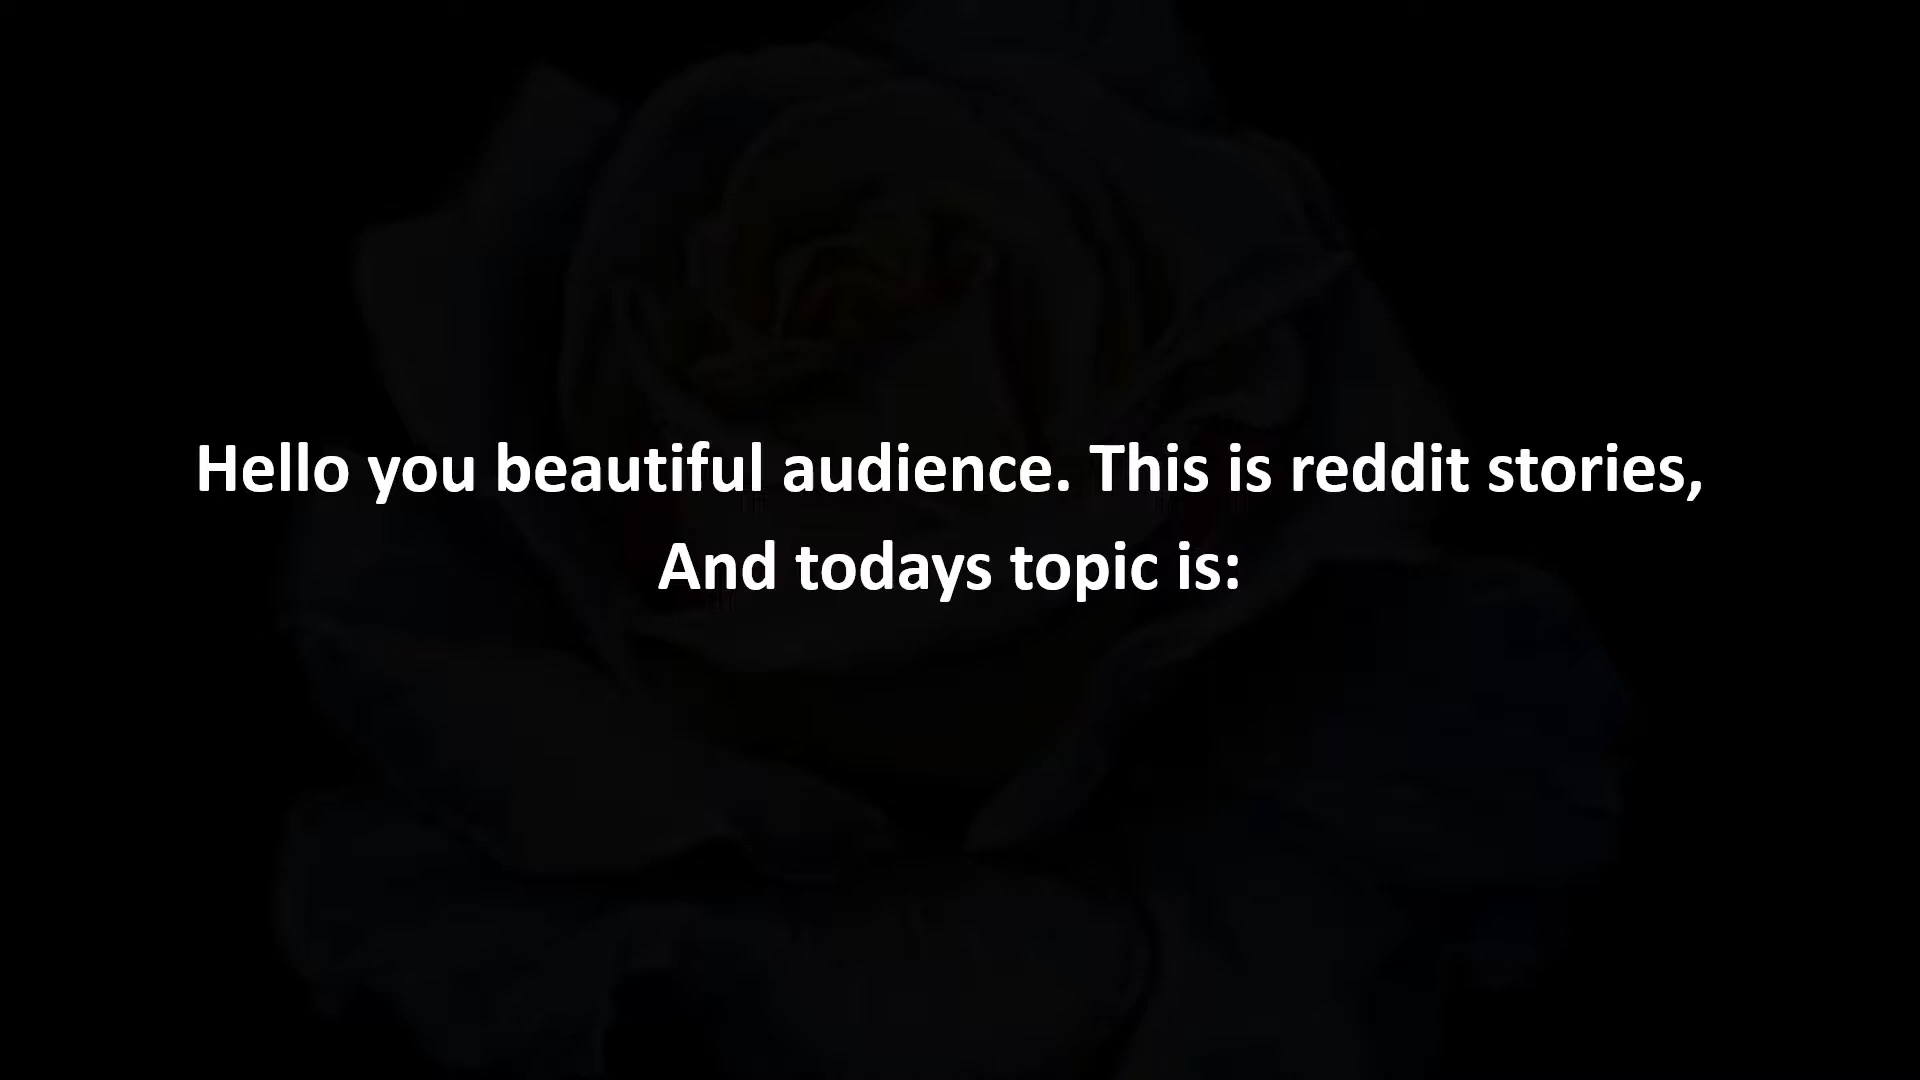 Hello you beautiful audience. This is reddit stories,
And todays topic is: